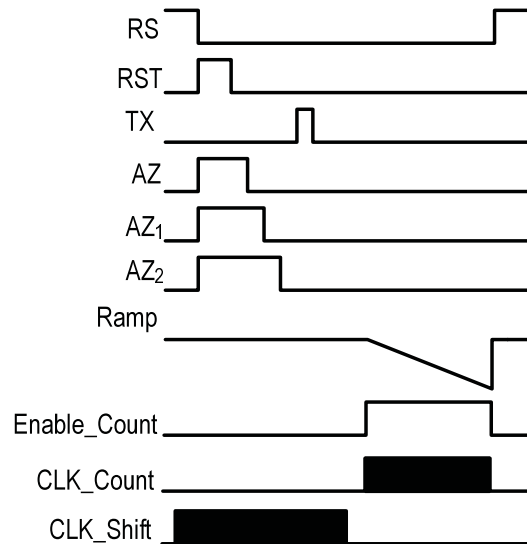 RS
RST
TX
AZ
AZ₁
AZ₂
Ramp
Enable_Count
CLK_Count
CLK_Shift